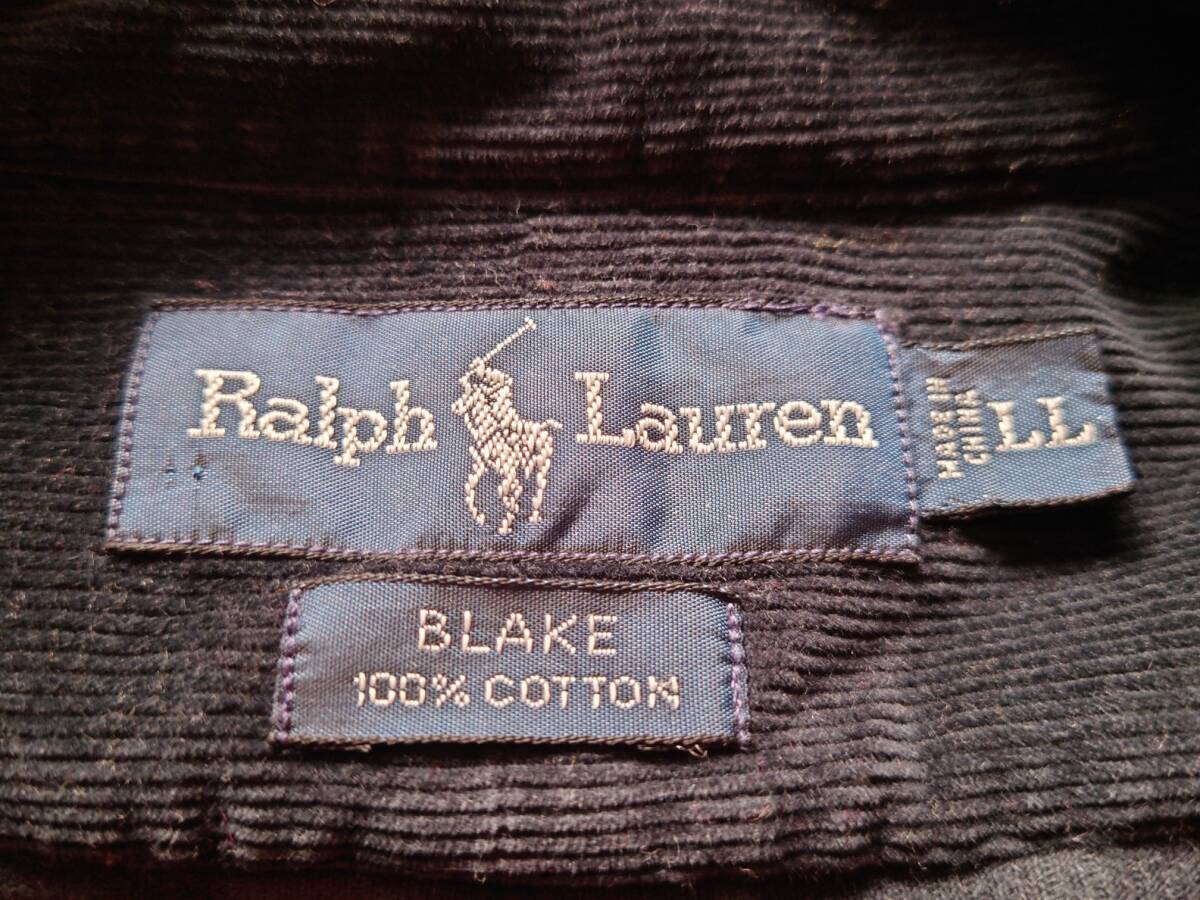 Ralph Lauren
MADE IN
CHINA
LL
BLAKE
100% COTTON